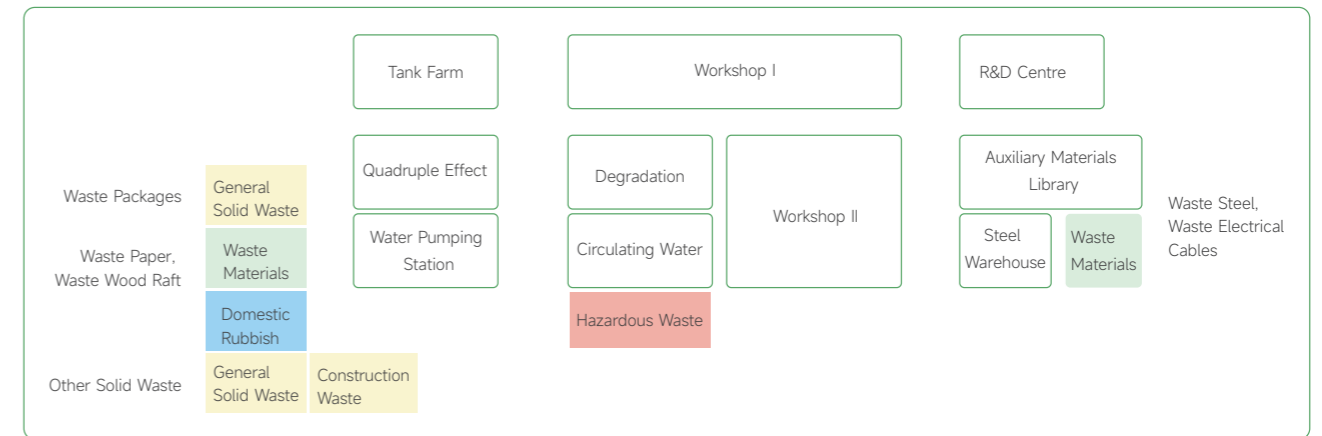 Tank Farm
Workshop I
R&D Centre
Quadruple Effect
Degradation
Workshop II
Auxiliary Materials
Library
Waste Packages
General
Solid Waste
Water Pumping
Station
Circulating Water
Steel
Warehouse
Waste
Materials
Waste Steel,
Waste Electrical
Cables
Waste Paper,
Waste Wood Raft
Waste
Materials
Domestic
Rubbish
Hazardous Waste
Other Solid Waste
General
Solid Waste
Construction
Waste